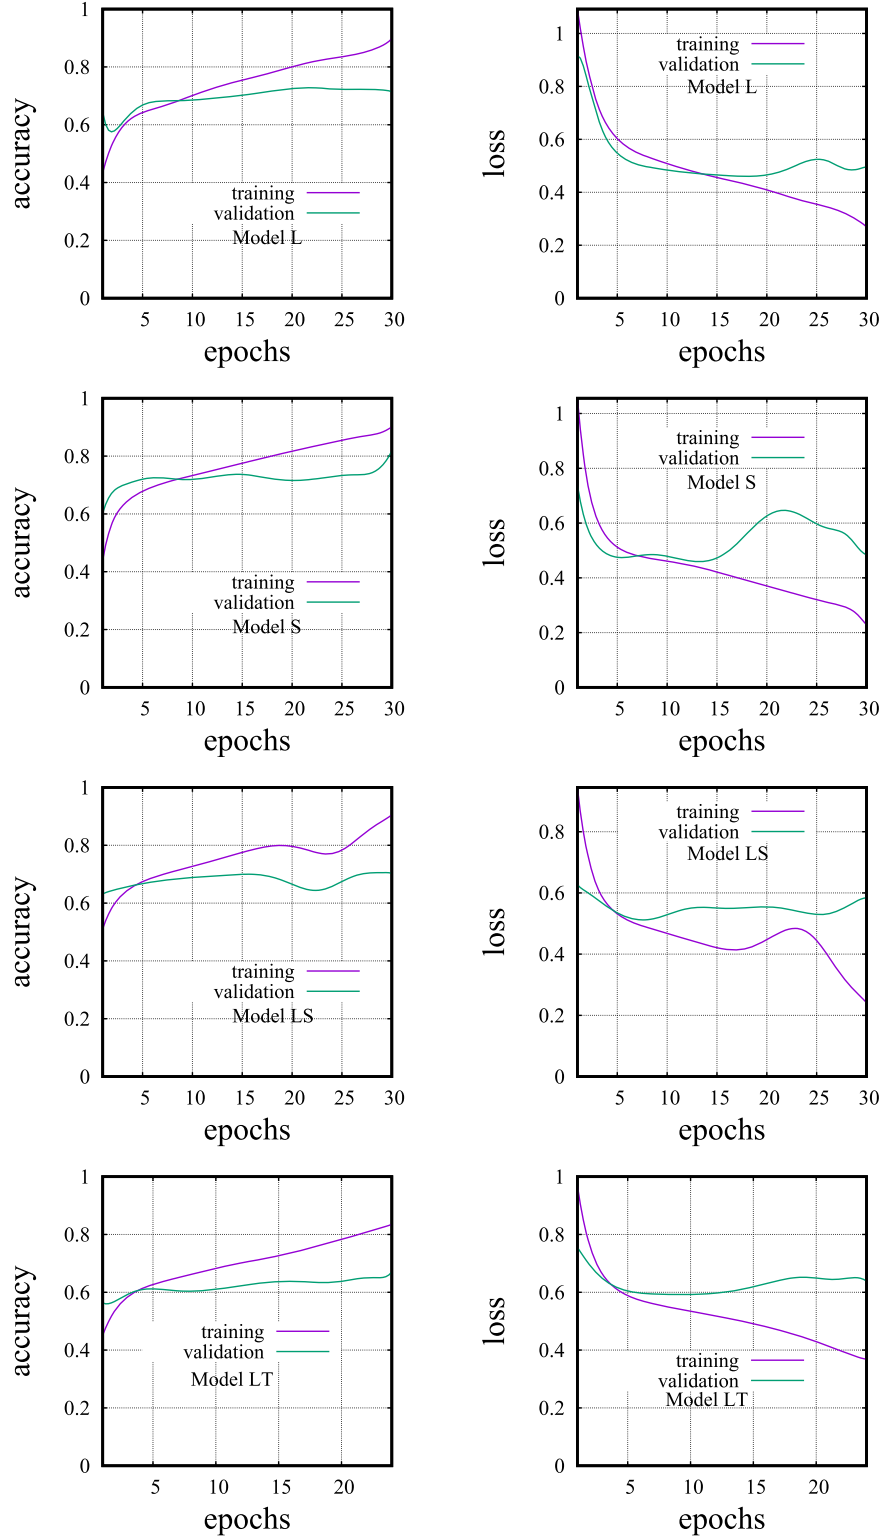 1
0.8
0.6
0.4
0.2
0
accuracy
training
validation
Model L
5 10 15 20 25 30
epochs
1
0.8
0.6
0.4
0.2
0
loss
training
validation
Model L
5 10 15 20 25 30
epochs
1
0.8
0.6
0.4
0.2
0
accuracy
training
validation
Model S
5 10 15 20 25 30
epochs
1
0.8
0.6
0.4
0.2
0
loss
training
validation
Model S
5 10 15 20 25 30
epochs
1
0.8
0.6
0.4
0.2
0
accuracy
training
validation
Model LS
5 10 15 20 25 30
epochs
0.8
0.6
0.4
0.2
0
loss
training
validation
Model LS
5 10 15 20 25 30
epochs
1
0.8
0.6
0.4
0.2
0
accuracy
training
validation
Model LT
5 10 15 20
epochs
1
0.8
0.6
0.4
0.2
0
loss
training
validation
Model LT
5 10 15 20
epochs